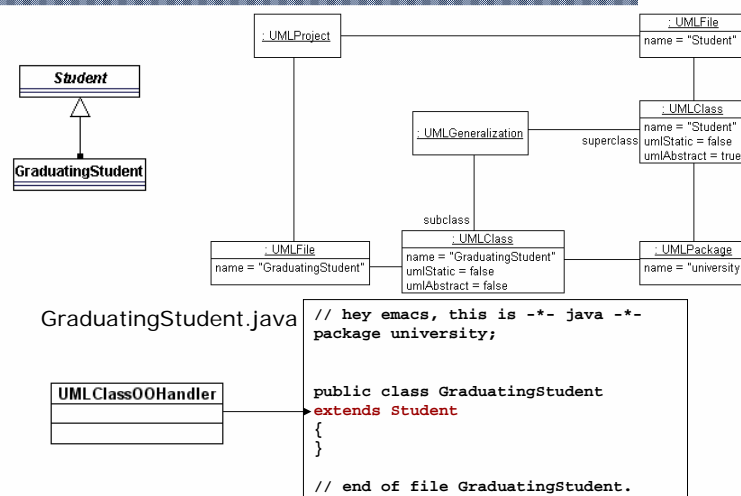 : UMLProject
: UMLFile
name = "Student"
Student
GraduatingStudent
: UMLGeneralization
superclass
: UMLClass
name = "Student"
umlStatic = false
umlAbstract = true
subclass
: UMLFile
name = "GraduatingStudent"
: UMLClass
name = "GraduatingStudent"
umlStatic = false
umlAbstract = false
: UMLPackage
name = "university
GraduatingStudent.java
UMLClassOOHandler
// hey emacs, this is -*- java -*-
package university;
public class GraduatingStudent
extends Student
{
}
// end of file GraduatingStudent.